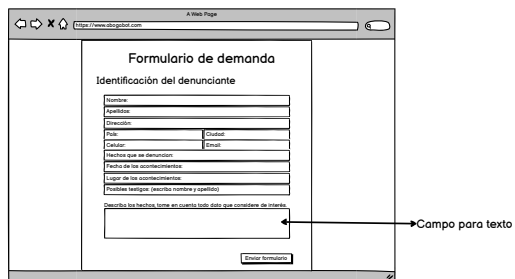 A Web Page
https://www.abogabot.com
Formulario de demanda
Identificación del denunciante
Nombre:
Apellidos:
Dirección:
País: Ciudad:
Celular: Email:
Hechos que se denuncian:
Fecha de los acontecimientos:
Lugar de los acontecimientos:
Posibles testigos: (escriba nombre y apellido)
Describa los hechos, tome en cuenta todo dato que considere de interés.
Campo para texto
Enviar formulario